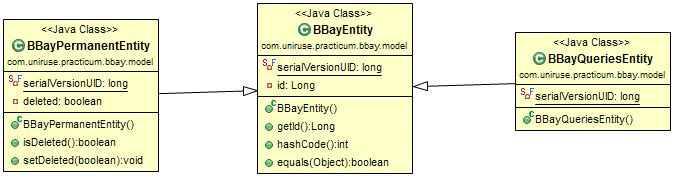 <<Java Class>>
BBayPermanentEntity
com.uniruse.practicum.bbay.model
serialVersionUID: long
deleted: boolean
BBayPermanentEntity()
isDeleted():boolean
setDeleted(boolean):void
<<Java Class>>
BBayEntity
com.uniruse.practicum.bbay.model
serialVersionUID: long
id: Long
BBayEntity()
getId():Long
hashCode():int
equals(Object):boolean
<<Java Class>>
BBayQueriesEntity
com.uniruse.practicum.bbay.model
serialVersionUID: long
BBayQueriesEntity()